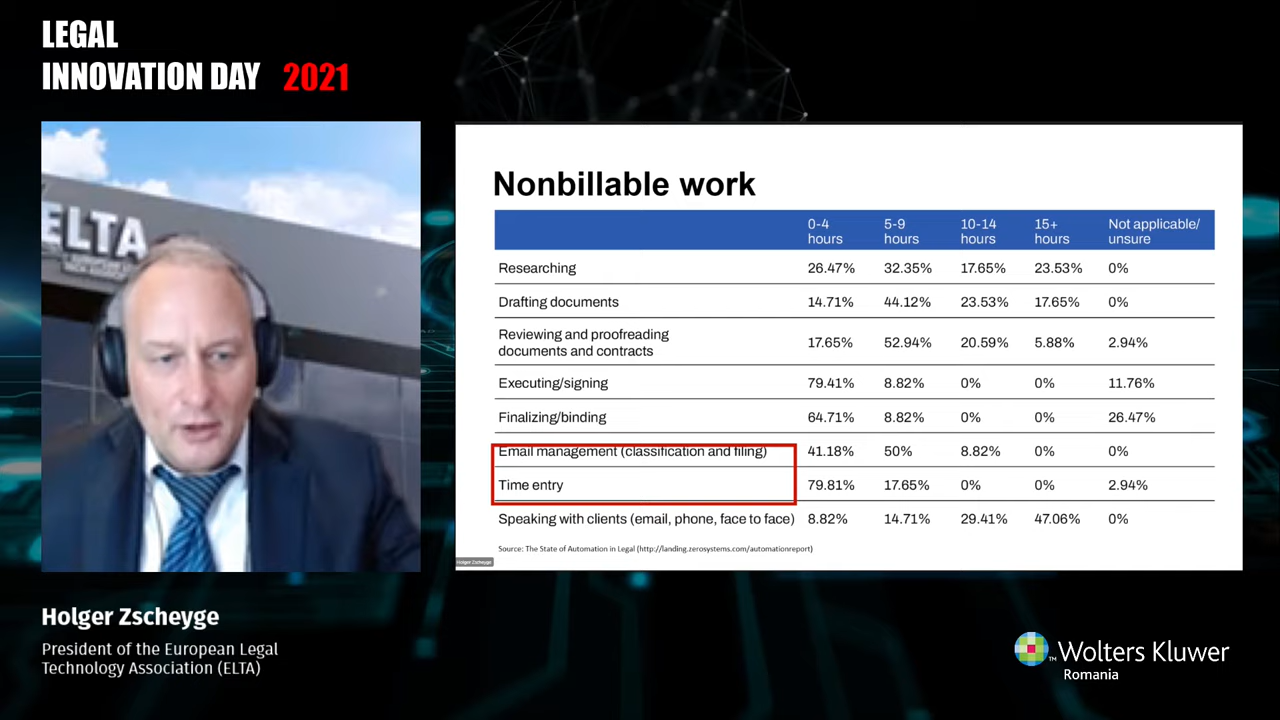 LEGAL
INNOVATION DAY 2021
ELTA
Nonbillable work
0-4 hours 5-9 hours 10-14 hours 15+ hours Not applicable/ unsure
Researching 26.47% 32.35% 17.65% 23.53% 0%
Drafting documents 14.71% 44.12% 23.53% 17.65% 0%
Reviewing and proofreading
documents and contracts 17.65% 52.94% 20.59% 5.88% 2.94%
Executing/signing 79.41% 8.82% 0% 0% 11.76%
Finalizing/binding 64.71% 8.82% 0% 0% 26.47%
Email management (classification and filing) 41.18% 50% 8.82% 0% 0%
Time entry 79.81% 17.65% 0% 0% 2.94%
Speaking with clients (email, phone, face to face) 8.82% 14.71% 29.41% 47.06% 0%
Source: The State of Automation in Legal (http://landing.zerosystems.com/automationreport)
Holger Zscheyge
Holger Zscheyge
President of the European Legal
Technology Association (ELTA)
TM Wolters Kluwer
Romania